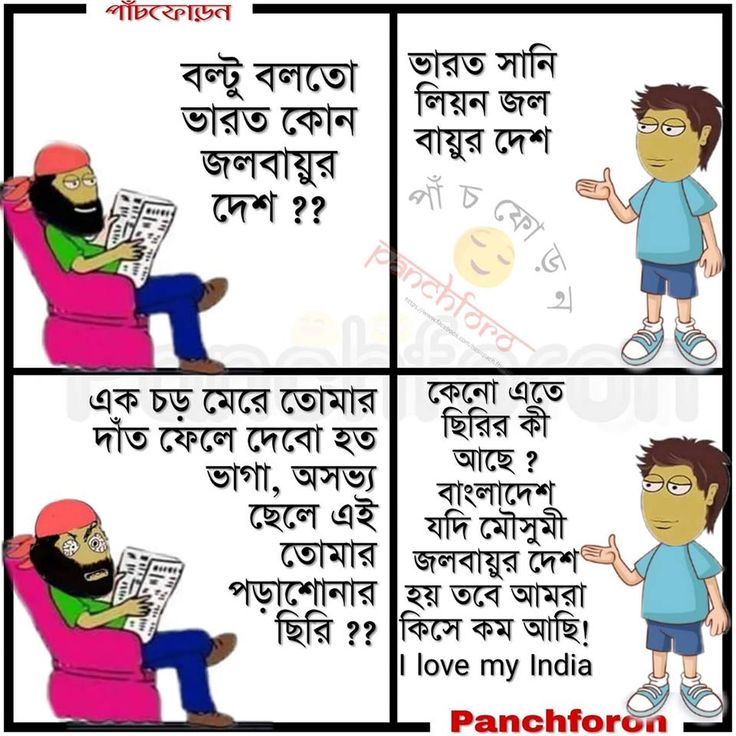 পাঁচফোড়ন
বল্টু বলতো
ভারত কোন
জলবায়ুর
দেশ ??
ভারত সানি
লিয়ন জল
বায়ুর দেশ
পাঁ চ ফো ড় ন
panchforo
এক চড় মেরে তোমার
দাঁত ফেলে দেবো হত
ভাগা, অসভ্য
ছেলে এই
তোমার
পড়াশোনার
ছিরি ??
কেনো এতে
ছিরির কী
আছে ?
বাংলাদেশ
যদি মৌসুমী
জলবায়ুর দেশ
হয় তবে আমরা
কিসে কম আছি!
I love my India
Panchforon
Panchforon